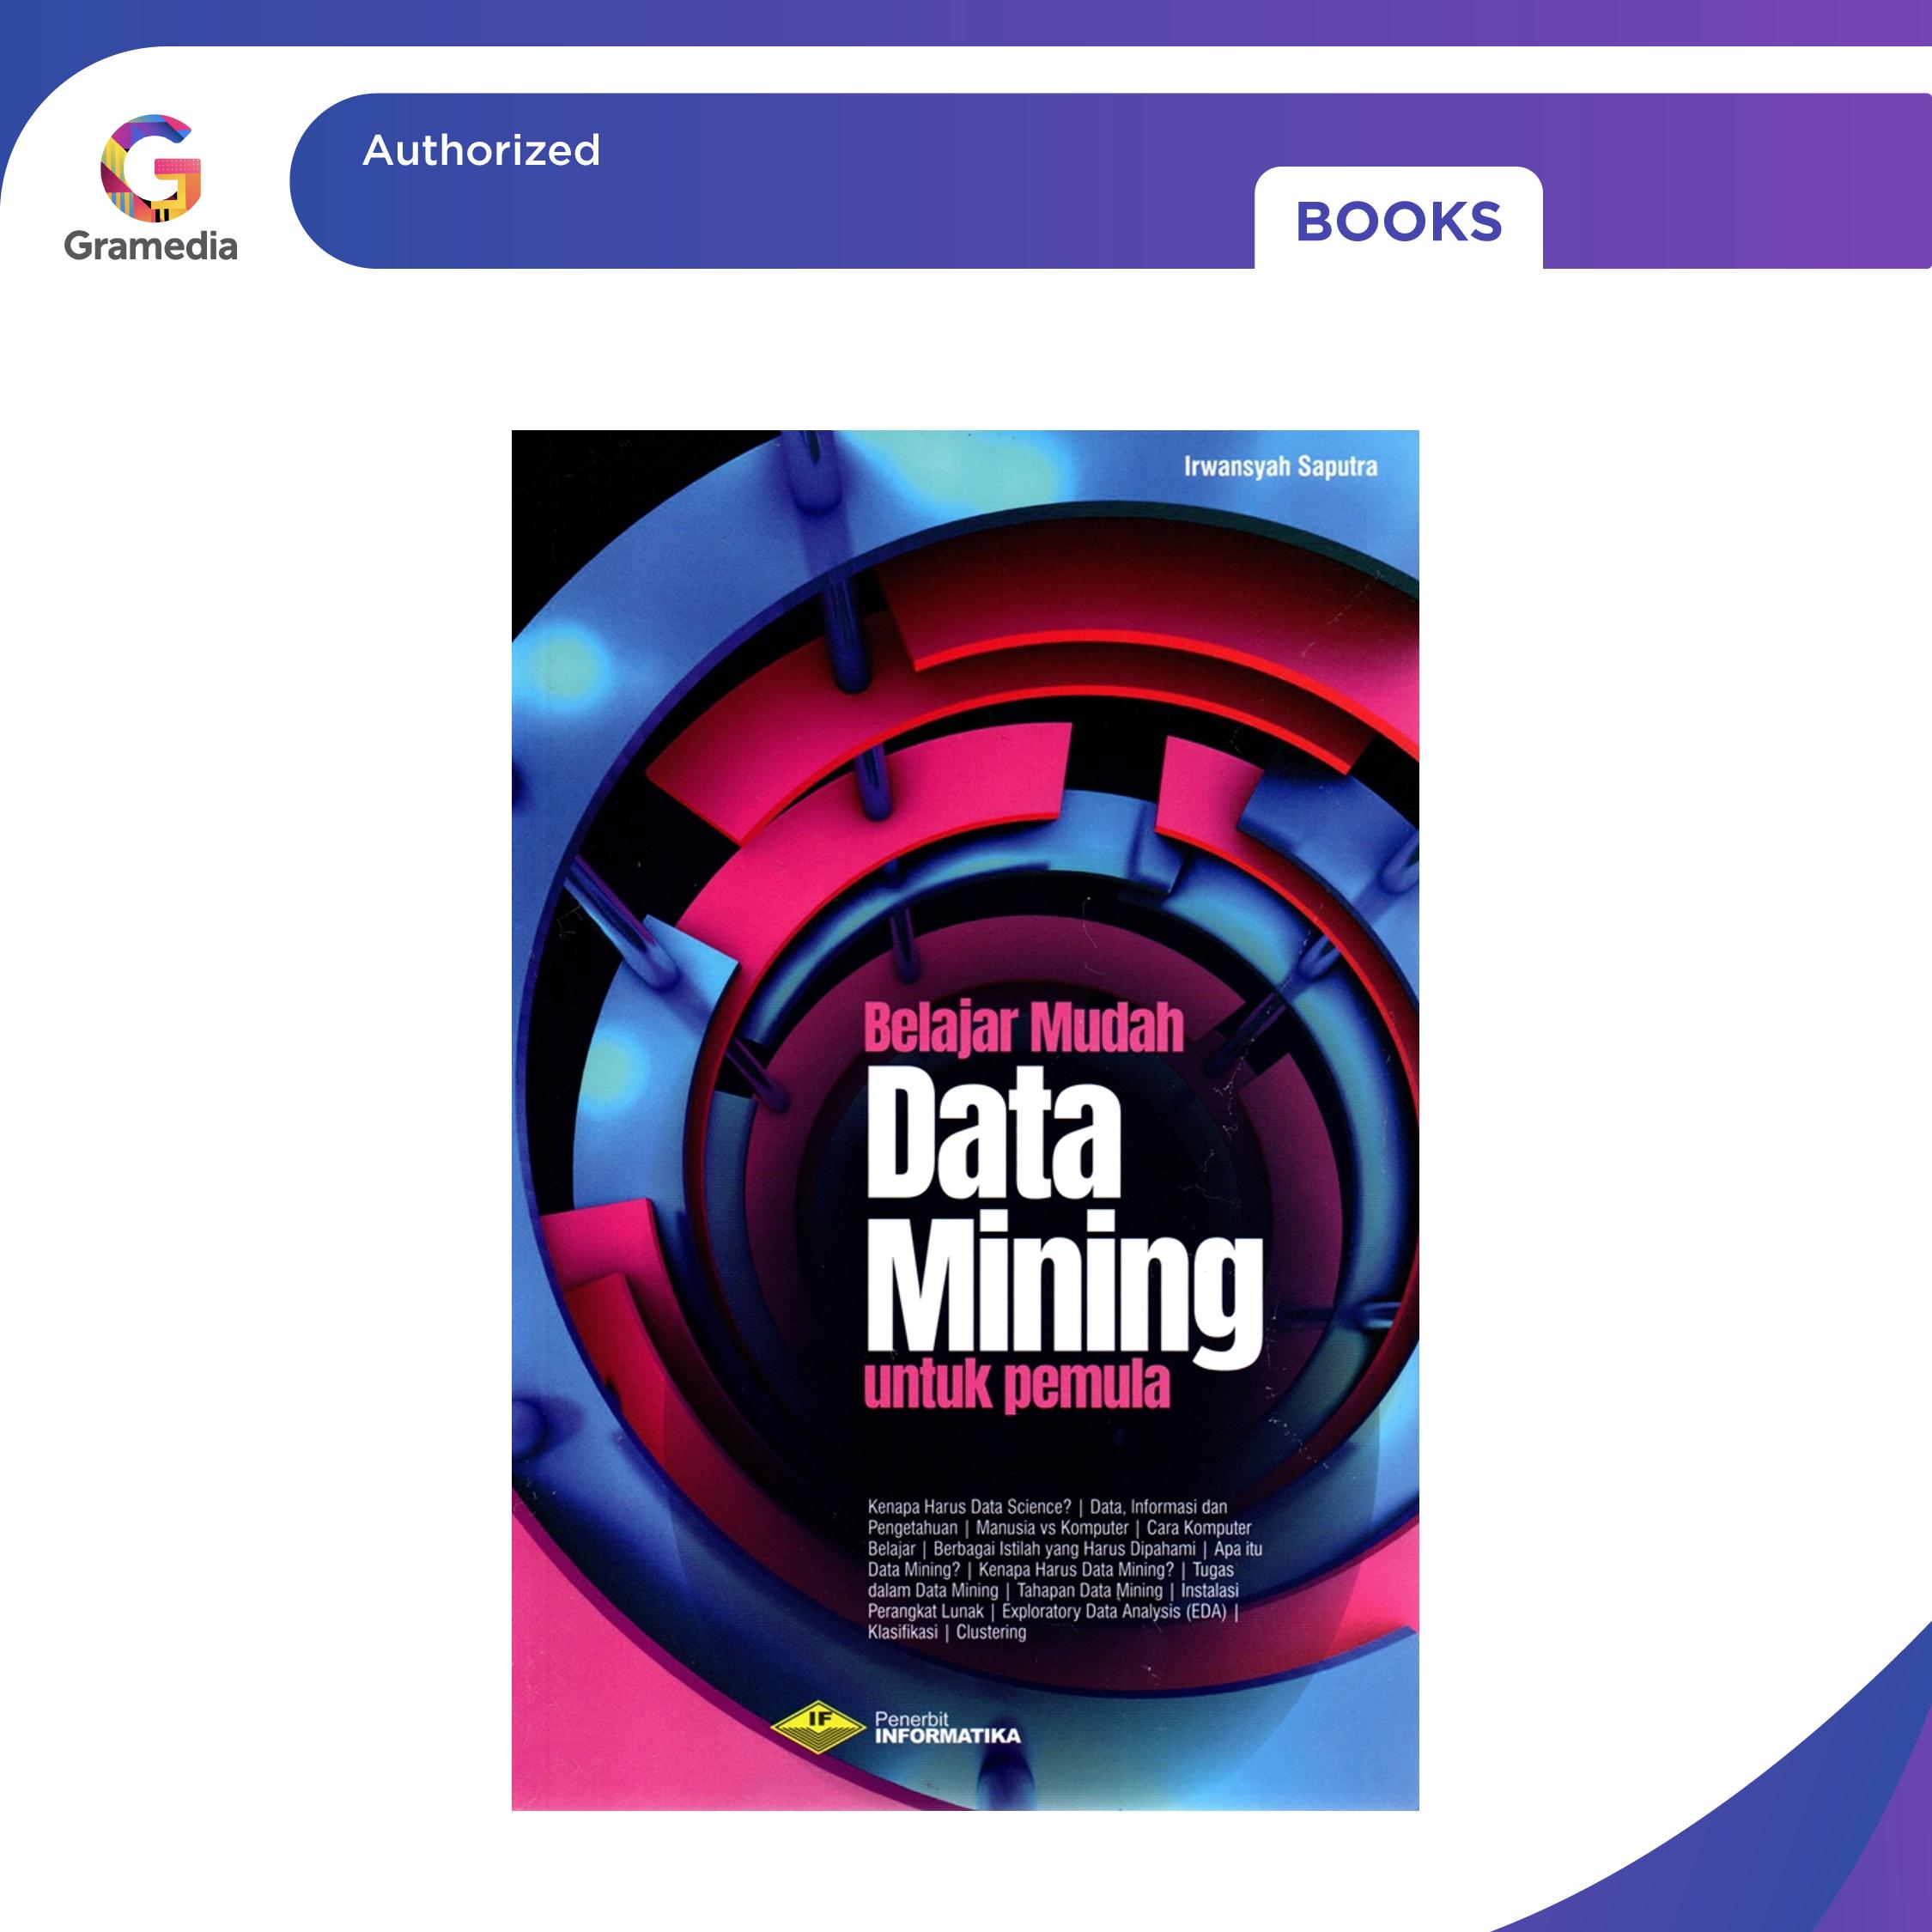 Gramedia
Authorized
BOOKS
Irwansyah Saputra
Belajar Mudah
Data
Mining
untuk pemula
Kenapa Harus Data Science? | Data, Informasi dan
Pengetahuan | Manusia vs Komputer | Cara Komputer
Belajar | Berbagai Istilah yang Harus Dipahami | Apa itu
Data Mining? | Kenapa Harus Data Mining? | Tugas
dalam Data Mining | Tahapan Data Mining | Instalasi
Perangkat Lunak | Exploratory Data Analysis (EDA) |
Klasifikasi | Clustering
IF
Penerbit
INFORMATIKA